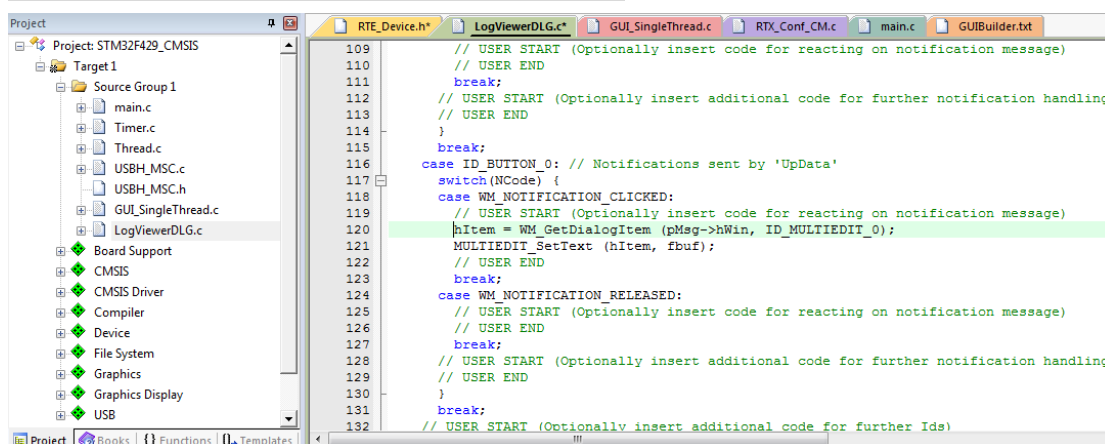 Project
Project: STM32F429_CMSIS
Target 1
Source Group 1
main.c
Timer.c
Thread.c
USBH_MSC.c
USBH_MSC.h
GUI_SingleThread.c
LogViewerDLG.c
Board Support
CMSIS
CMSIS Driver
Compiler
Device
File System
Graphics
Graphics Display
USB
Project Books {} Functions Templates
RTE_Device.h* LogViewerDLG.c* GUI_SingleThread.c RTX_Conf_CM.c main.c GUIBuilder.txt
109 // USER START (Optionally insert code for reacting on notification message)
110 // USER END
111 break;
112 // USER START (Optionally insert additional code for further notification handling
113 // USER END
114 }
115 break;
116 case ID_BUTTON_0: // Notifications sent by 'UpData'
117 switch(NCode) {
118 case WM_NOTIFICATION_CLICKED:
119 // USER START (Optionally insert code for reacting on notification message)
120 hItem = WM_GetDialogItem (pMsg->hWin, ID_MULTIEDIT_0);
121 MULTIEDIT_SetText (hItem, fbuf);
122 // USER END
123 break;
124 case WM_NOTIFICATION_RELEASED:
125 // USER START (Optionally insert code for reacting on notification message)
126 // USER END
127 break;
128 // USER START (Optionally insert additional code for further notification handling
129 // USER END
130 }
131 break;
132 // USER START (Optionally insert additional code for further Ids)